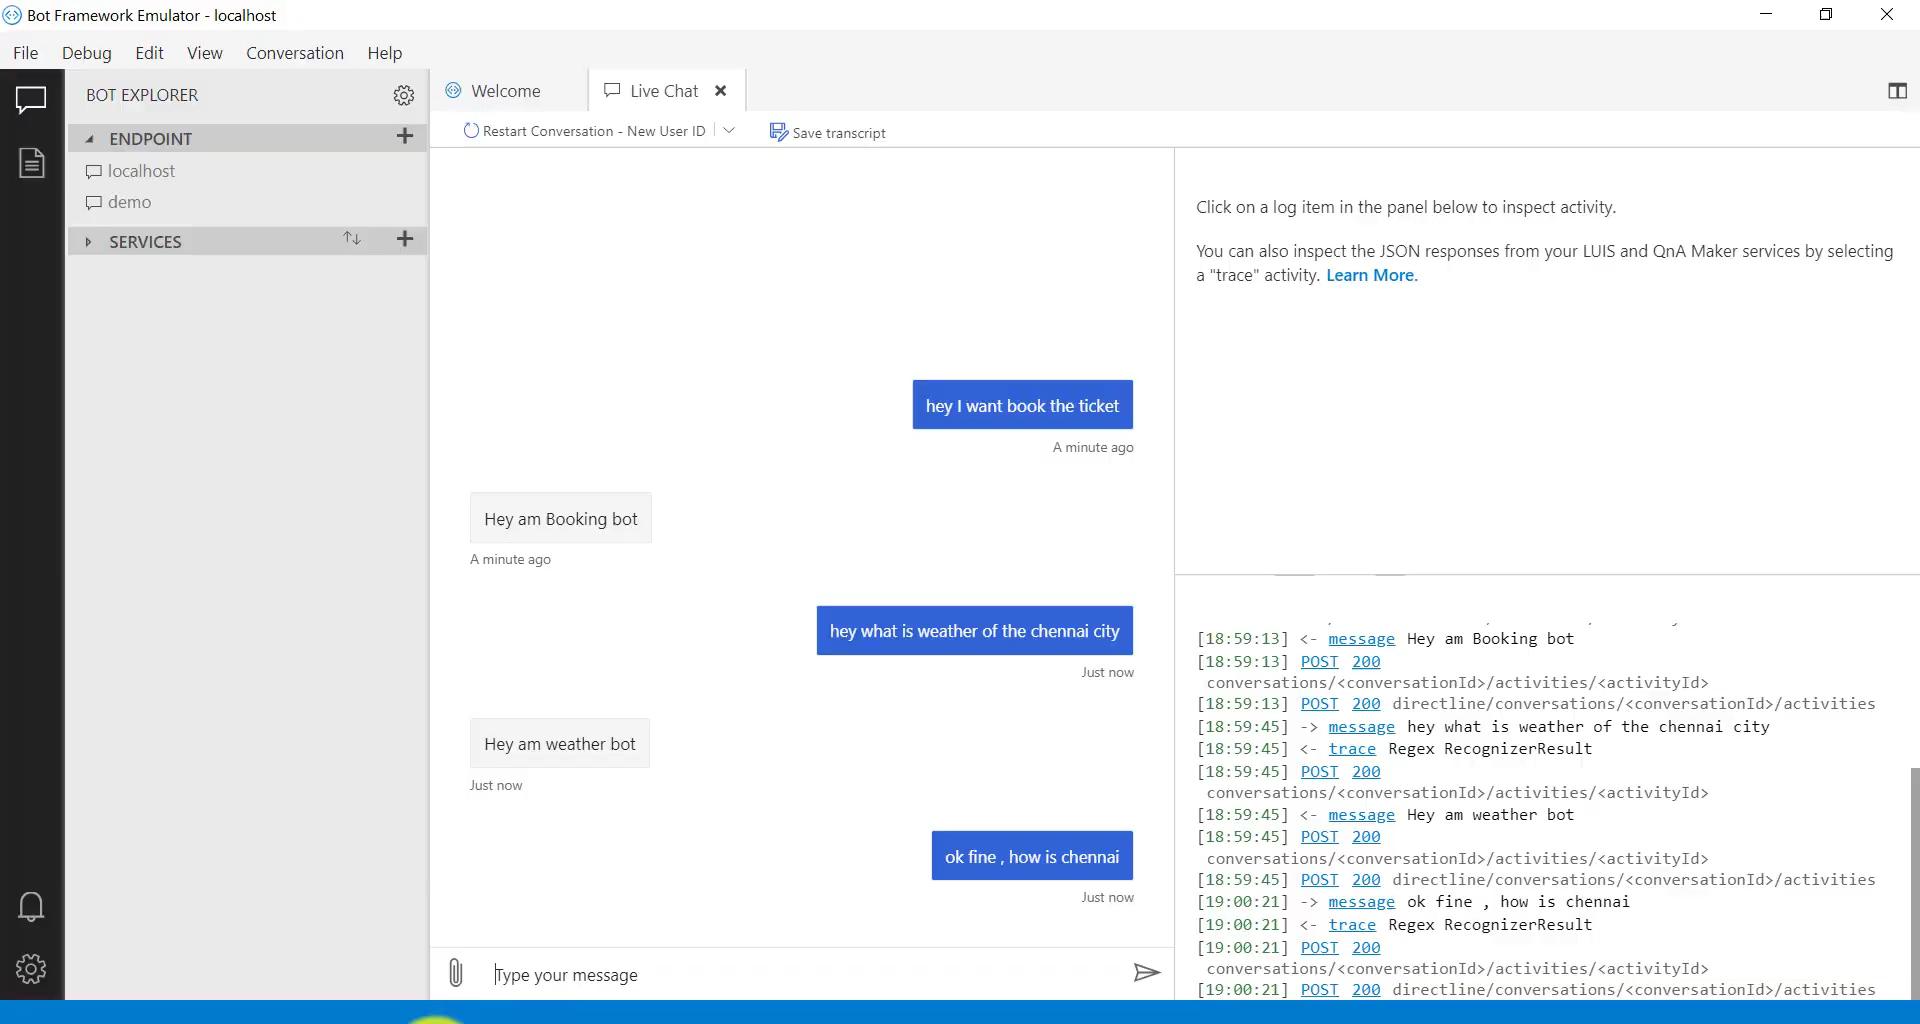 Bot Framework Emulator - localhost
File Debug Edit View Conversation Help
BOT EXPLORER
ENDPOINT
localhost
demo
SERVICES
Welcome
Live Chat
Restart Conversation - New User ID
Save transcript
hey I want book the ticket
A minute ago
Hey am Booking bot
A minute ago
hey what is weather of the chennai city
Just now
Hey am weather bot
Just now
ok fine , how is chennai
Just now
Type your message
Click on a log item in the panel below to inspect activity.
You can also inspect the JSON responses from your LUIS and QnA Maker services by selecting
a "trace" activity. Learn More.
[18:59:13] <- message Hey am Booking bot
[18:59:13] POST 200
conversations/<conversationId>/activities/<activityId>
[18:59:13] POST 200 directline/conversations/<conversationId>/activities
[18:59:45] -> message hey what is weather of the chennai city
[18:59:45] <- trace Regex RecognizerResult
[18:59:45] POST 200
conversations/<conversationId>/activities/<activityId>
[18:59:45] <- message Hey am weather bot
[18:59:45] POST 200
conversations/<conversationId>/activities/<activityId>
[18:59:45] POST 200 directline/conversations/<conversationId>/activities
[19:00:21] -> message ok fine , how is chennai
[19:00:21] <- trace Regex RecognizerResult
[19:00:21] POST 200
conversations/<conversationId>/activities/<activityId>
[19:00:21] POST 200 directline/conversations/<conversationId>/activities